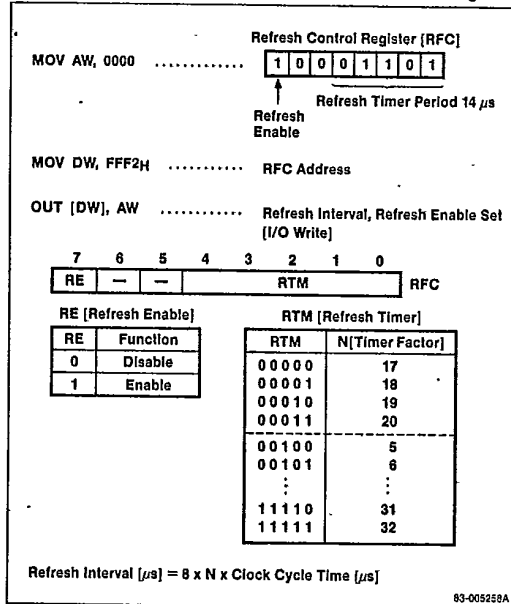 Refresh Control Register [RFC]
MOV AW, 0000 ............ 1 0 0 0 1 1 0 1
Refresh Timer Period 14 µs
Refresh
Enable
MOV DW, FFF2H .......... RFC Address
OUT [DW], AW ............ Refresh Interval, Refresh Enable Set
[I/O Write]
7 6 5 4 3 2 1 0
RE — — RTM RFC
RE [Refresh Enable]
RE Function
0 Disable
1 Enable
RTM [Refresh Timer]
RTM N[Timer Factor]
00000 17
00001 18
00010 19
00011 20
00100 5
00101 6
⋮ ⋮
11110 31
11111 32
Refresh Interval [µs] = 8 x N x Clock Cycle Time [µs]
83-005258A